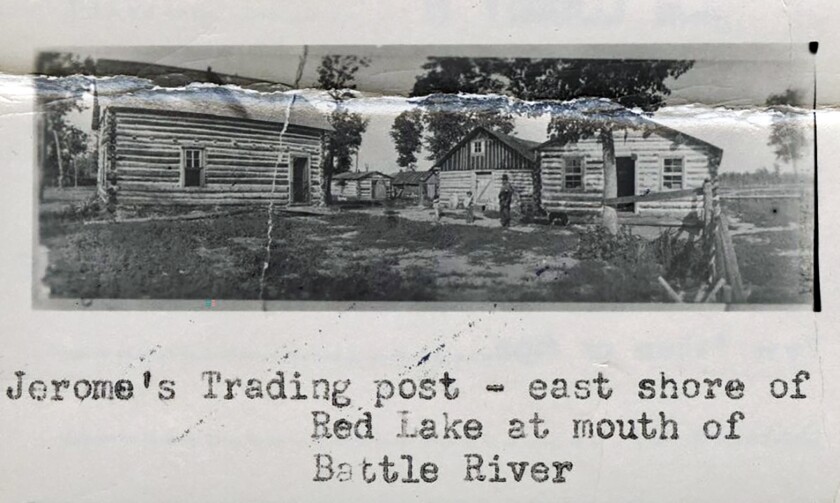 Jerome's Trading post - east shore of
Red Lake at mouth of
Battle River